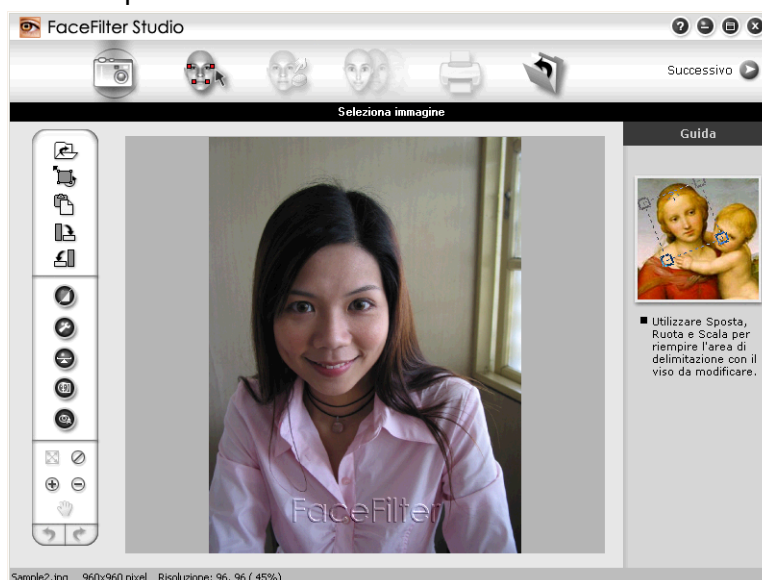 FaceFilter Studio
Successivo
Seleziona immagine
Guida
Utilizzare Sposta,
Ruota e Scala per
riempire l'area di
delimitazione con il
viso da modificare.
FaceFilter
Sample2.jpg 960x960 pixel Risoluzione: 96, 96 ( 45%)